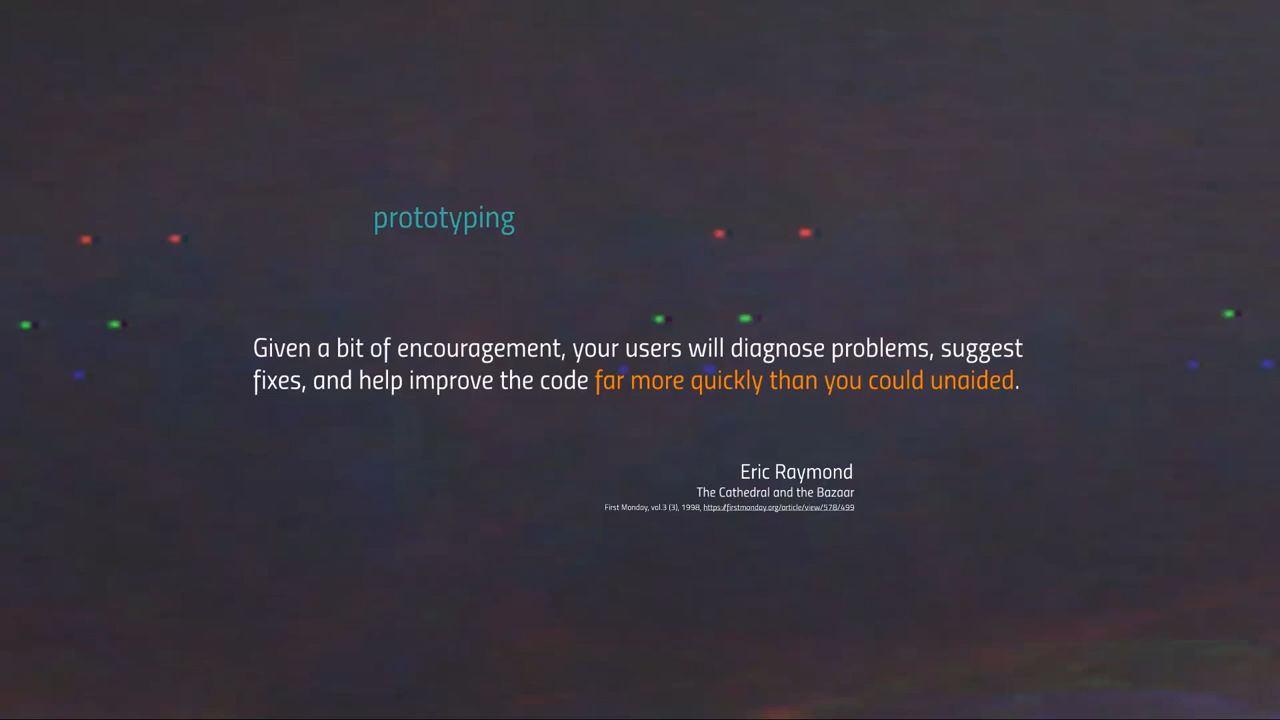 prototyping
Given a bit of encouragement, your users will diagnose problems, suggest
fixes, and help improve the code far more quickly than you could unaided.
Eric Raymond
The Cathedral and the Bazaar
First Monday, vol.3 (3), 1998, https://firstmonday.org/article/view/578/499